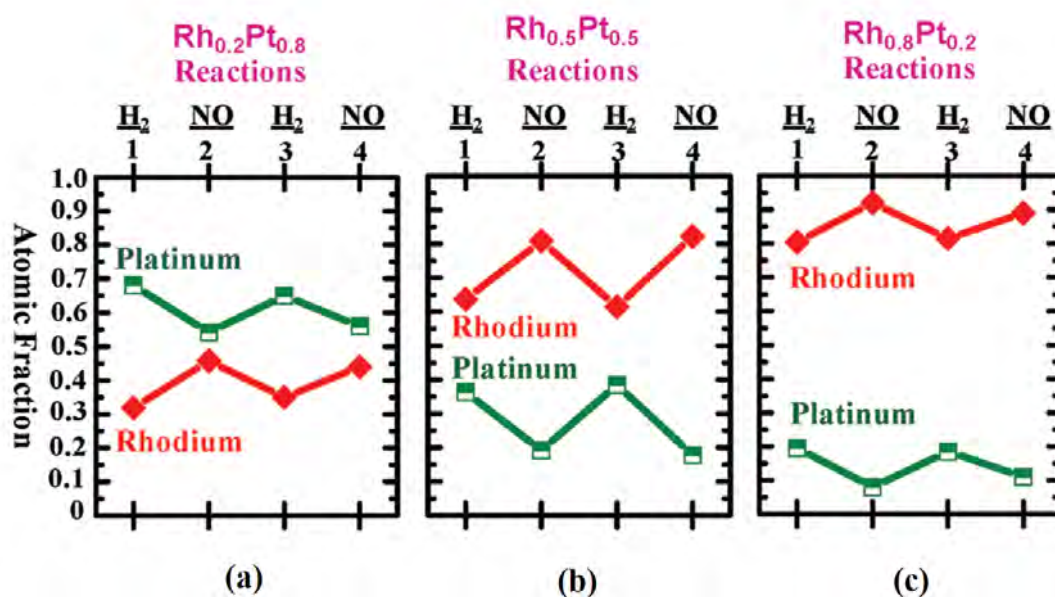 Rh0.2Pt0.8
Reactions
H2 NO H2 NO
1 2 3 4
Rh0.5Pt0.5
Reactions
H2 NO H2 NO
1 2 3 4
Rh0.8Pt0.2
Reactions
H2 NO H2 NO
1 2 3 4
Atomic Fraction
1.0
0.9
0.8
0.7
0.6
0.5
0.4
0.3
0.2
0.1
0
Platinum
Rhodium
Rhodium
Platinum
Rhodium
Platinum
(a) (b) (c)